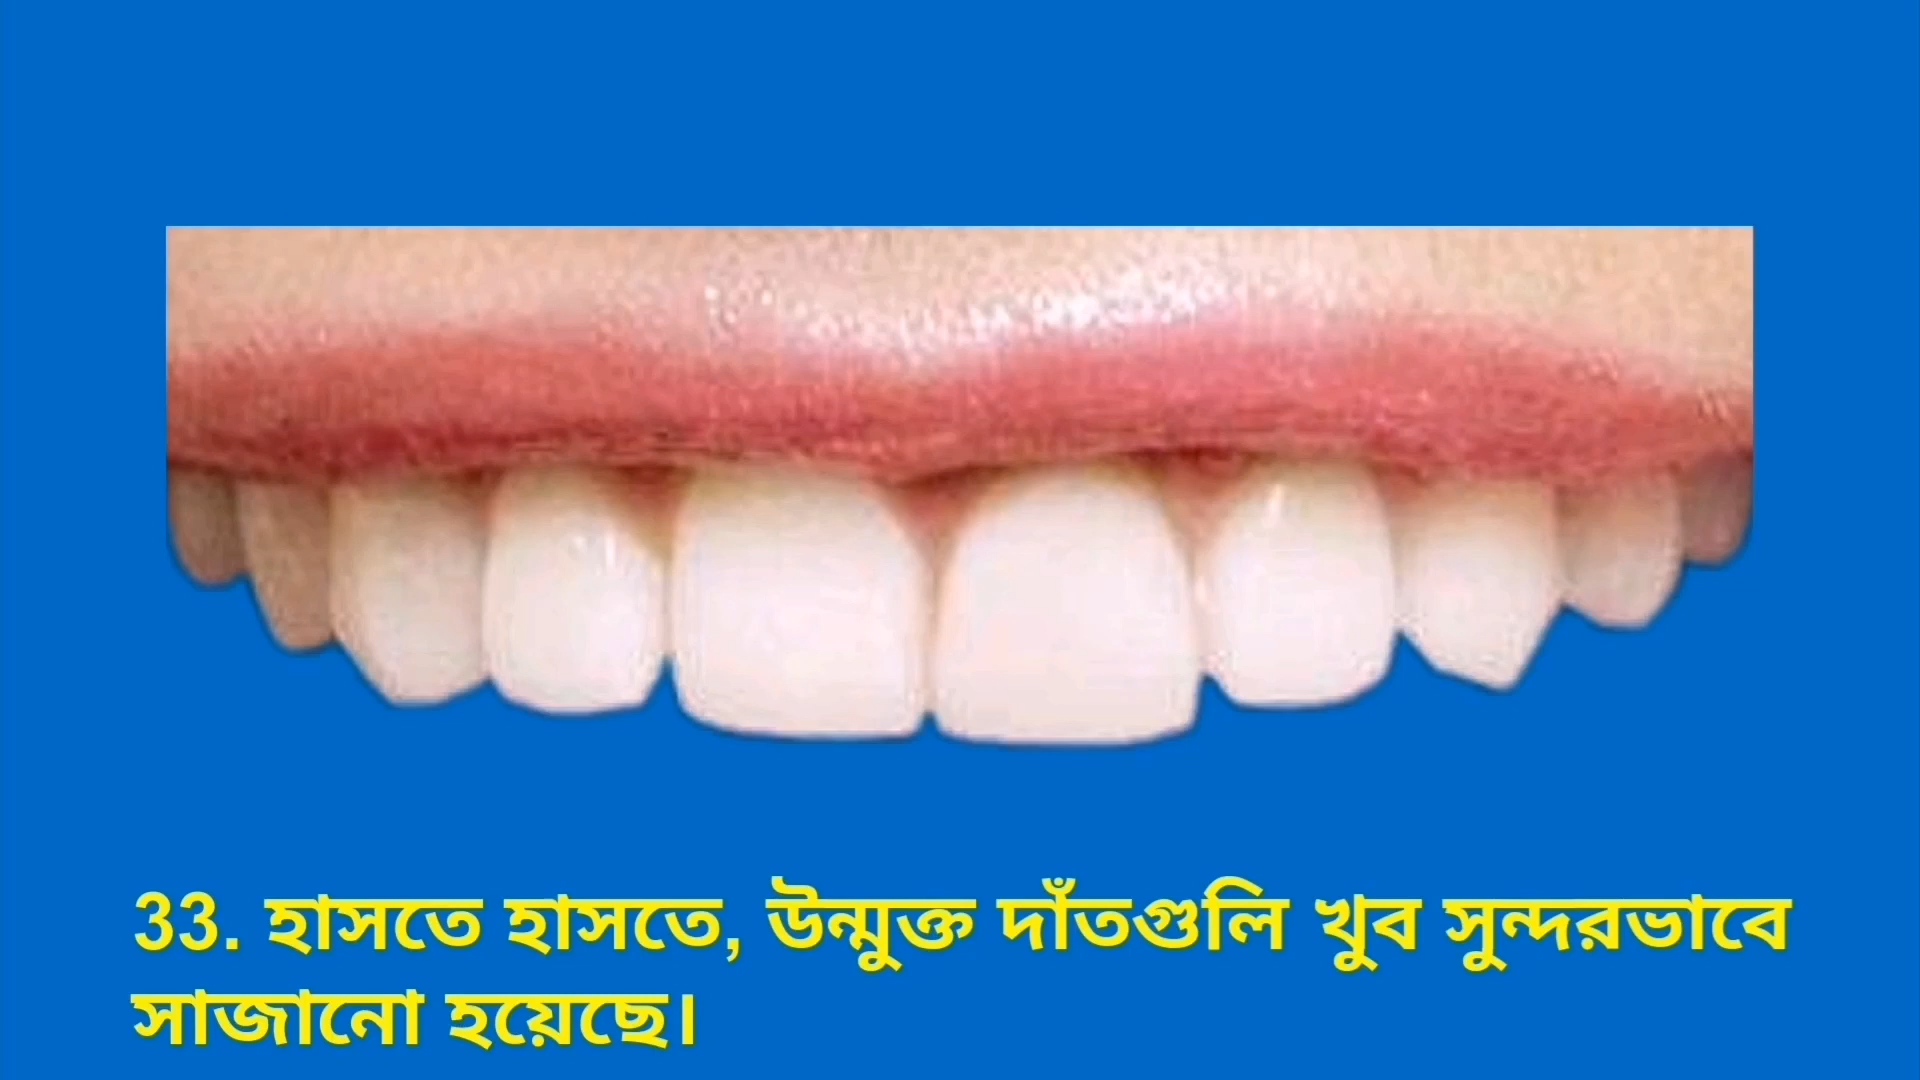 33. হাসতে হাসতে, উন্মুক্ত দাঁতগুলি খুব সুন্দরভাবে
সাজানো হয়েছে।